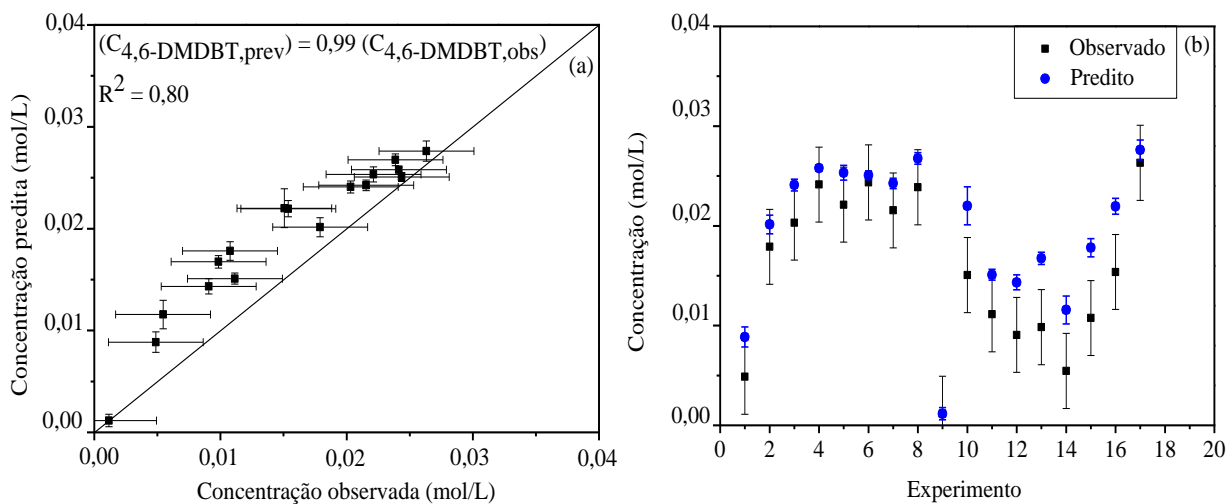 (C4,6-DMDBT,prev) = 0,99 (C4,6-DMDBT,obs)
R2 = 0,80
(a)
Concentração predita (mol/L)
0,04
0,03
0,02
0,01
0,00
0,00 0,01 0,02 0,03 0,04
Concentração observada (mol/L)
(b)
Observado
Predito
Concentração (mol/L)
0,04
0,03
0,02
0,01
0,00
0 2 4 6 8 10 12 14 16 18 20
Experimento